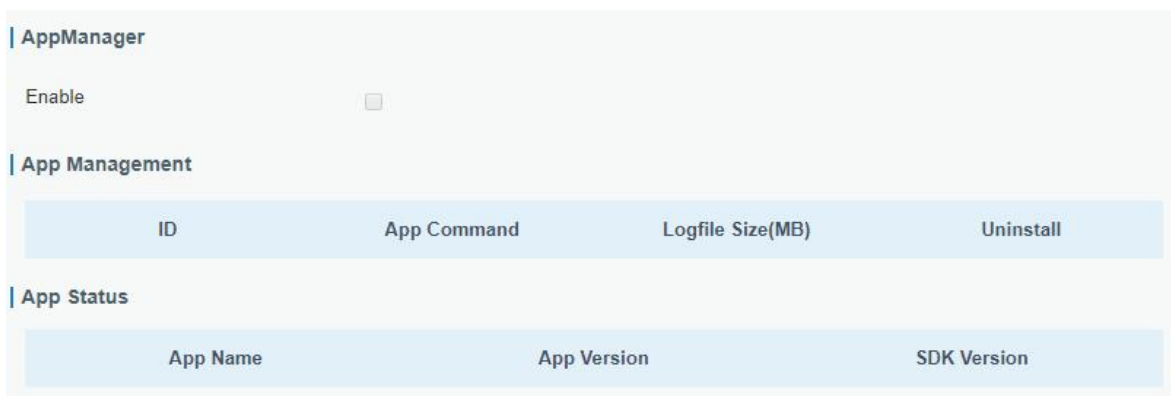 AppManager
Enable
App Management
ID App Command Logfile Size(MB) Uninstall
App Status
App Name App Version SDK Version